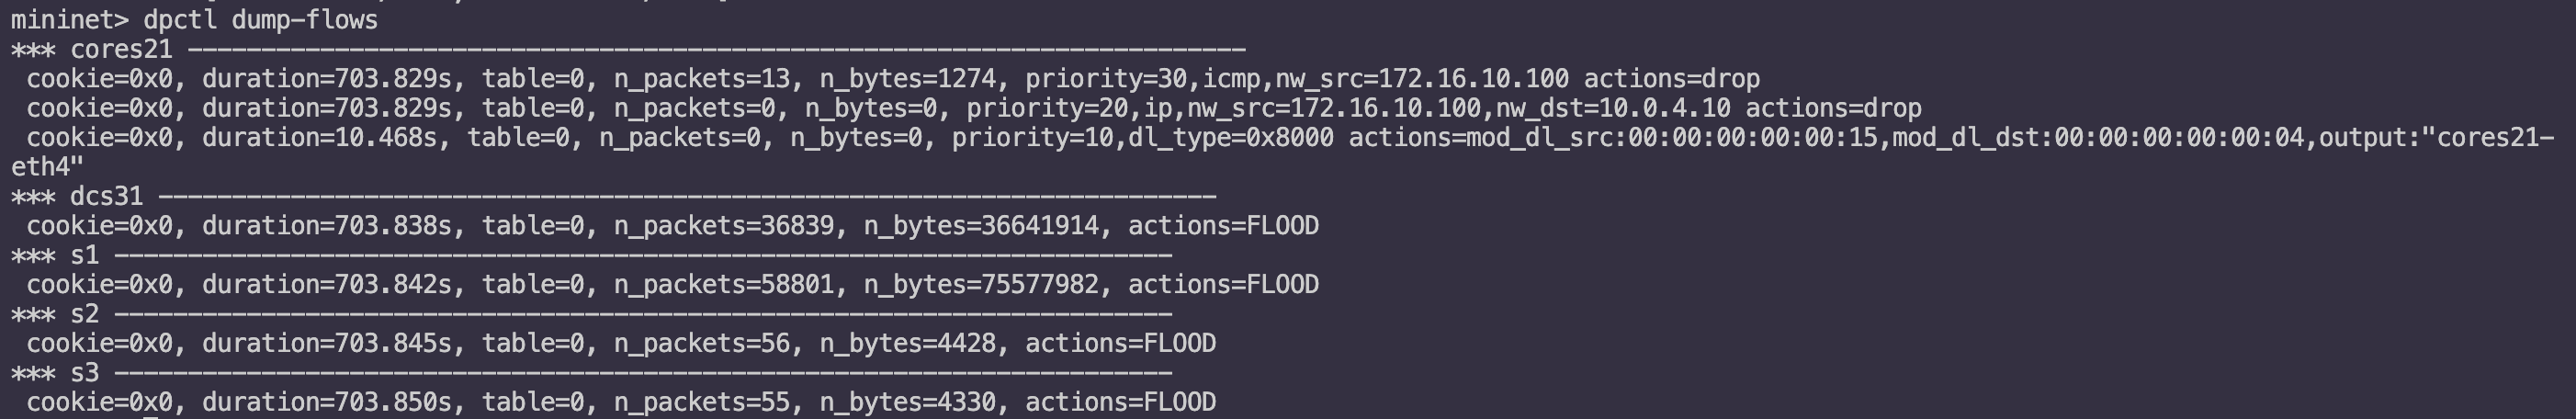 mininet> dpctl dump-flows
*** cores21 -----------------------------------------------------------------------
 cookie=0x0, duration=703.829s, table=0, n_packets=13, n_bytes=1274, priority=30,icmp,nw_src=172.16.10.100 actions=drop
 cookie=0x0, duration=703.829s, table=0, n_packets=0, n_bytes=0, priority=20,ip,nw_src=172.16.10.100,nw_dst=10.0.4.10 actions=drop
 cookie=0x0, duration=10.468s, table=0, n_packets=0, n_bytes=0, priority=10,dl_type=0x8000 actions=mod_dl_src:00:00:00:00:00:15,mod_dl_dst:00:00:00:00:00:04,output:"cores21-
eth4"
*** dcs31 ------------------------------------------------------------------------
 cookie=0x0, duration=703.838s, table=0, n_packets=36839, n_bytes=36641914, actions=FLOOD
*** s1 ------------------------------------------------------------------------
 cookie=0x0, duration=703.842s, table=0, n_packets=58801, n_bytes=75577982, actions=FLOOD
*** s2 ------------------------------------------------------------------------
 cookie=0x0, duration=703.845s, table=0, n_packets=56, n_bytes=4428, actions=FLOOD
*** s3 ------------------------------------------------------------------------
 cookie=0x0, duration=703.850s, table=0, n_packets=55, n_bytes=4330, actions=FLOOD